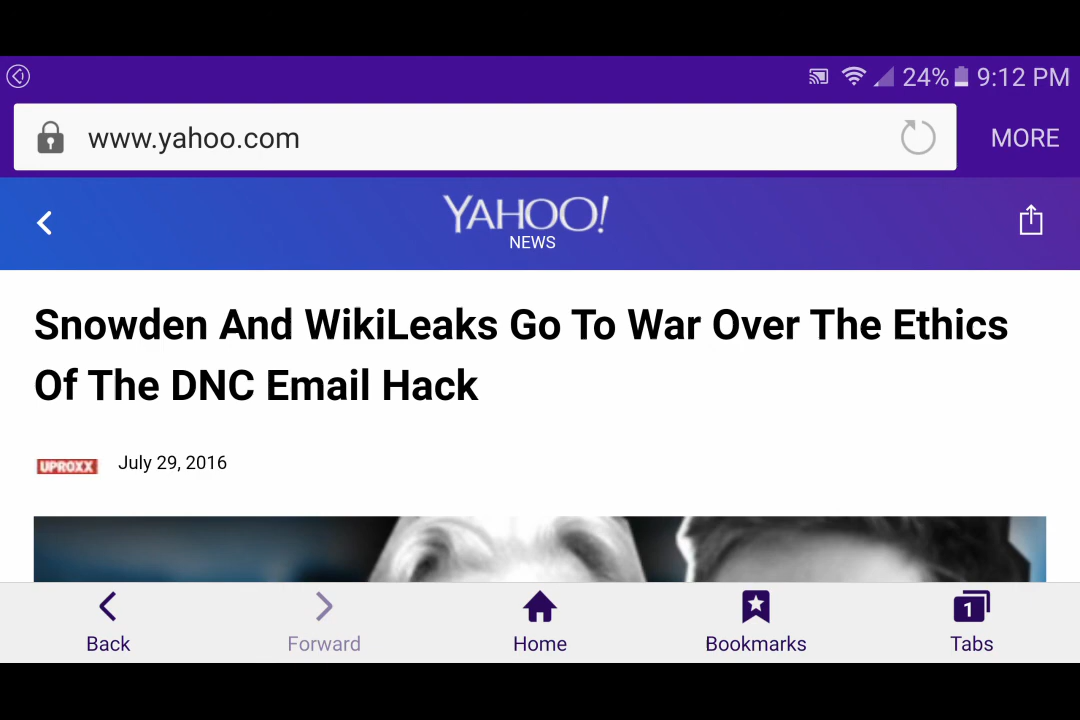 24% 9:12 PM
www.yahoo.com
MORE
YAHOO!
NEWS
Snowden And WikiLeaks Go To War Over The Ethics
Of The DNC Email Hack
UPROXX July 29, 2016
1
Back Forward Home Bookmarks Tabs